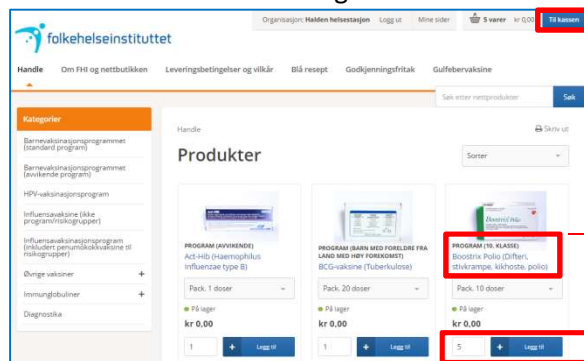 Organisasjon: Halden helsestasjon Logg ut Mine sider 5 varer kr 0,00 Til kassen
folkehelseinstituttet
Handle Om FHI og nettbutikken Leveringsbetingelser og vilkår Blå resept Godkjenningsfritak Gulfebervaksine
Søk etter nettprodukter Søk
Kategorier
Barnevaksinasjonsprogrammet
(standard program)
Barnevaksinasjonsprogrammet
(avvikende program)
HPV-vaksinasjonsprogram
Influensavaksine (ikke
program/risikogrupper)
Influensavaksinasjonsprogram
(inkludert pneumokokkvaksine til
risikogrupper)
Øvrige vaksiner +
Immunglobuliner +
Diagnostika
Handle Skriv ut
Produkter
Sorter
PROGRAM (AVVIKENDE)
Act-Hib (Haemophilus
Influenzae type B)
Pack. 1 doser
På lager
kr 0,00
1 + Legg til
PROGRAM (BARN MED FORELDRE FRA
LAND MED HØY FOREKOMST)
BCG-vaksine (Tuberkulose)
Pack. 20 doser
På lager
kr 0,00
1 + Legg til
Boostrix Polio
PROGRAM (10. KLASSE)
Boostrix Polio (Difteri,
stivkrampe, kikhoste, polio)
Pack. 10 doser
På lager
kr 0,00
5 + Legg til